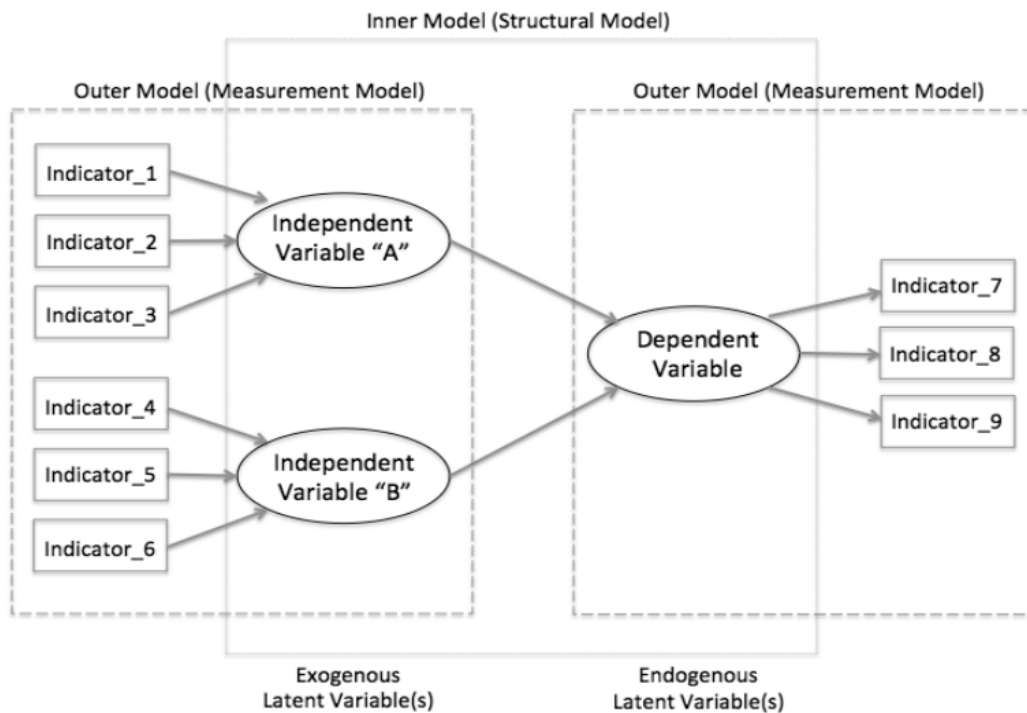 Inner Model (Structural Model)
Outer Model (Measurement Model)
Outer Model (Measurement Model)
Indicator_1
Indicator_2
Indicator_3
Independent
Variable “A”
Indicator_4
Indicator_5
Indicator_6
Independent
Variable “B”
Dependent
Variable
Indicator_7
Indicator_8
Indicator_9
Exogenous
Latent Variable(s)
Endogenous
Latent Variable(s)